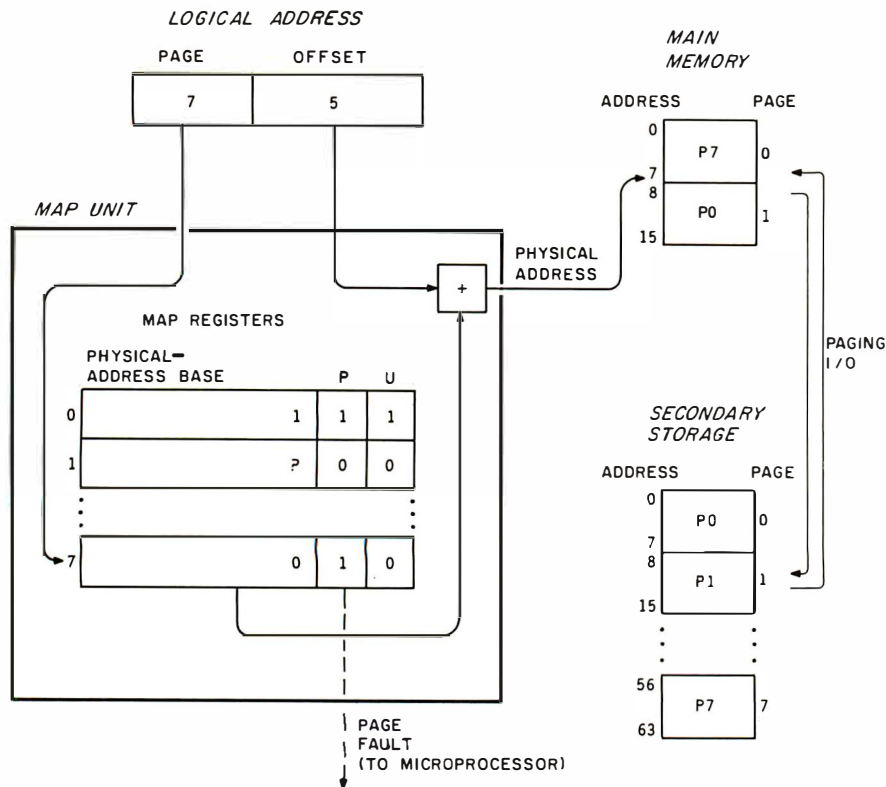 LOGICAL ADDRESS
PAGE OFFSET
7 5
MAP UNIT
+
PHYSICAL
ADDRESS
MAP REGISTERS
PHYSICAL-
ADDRESS BASE P U
0 1 1 1
1 ? 0 0
7 0 1 0
PAGE
FAULT
(TO MICROPROCESSOR)
MAIN
MEMORY
ADDRESS PAGE
0
P7 0
7
8
P0 1
15
PAGING
I/O
SECONDARY
STORAGE
ADDRESS PAGE
0
P0 0
7
8
P1 1
15
56
P7 7
63